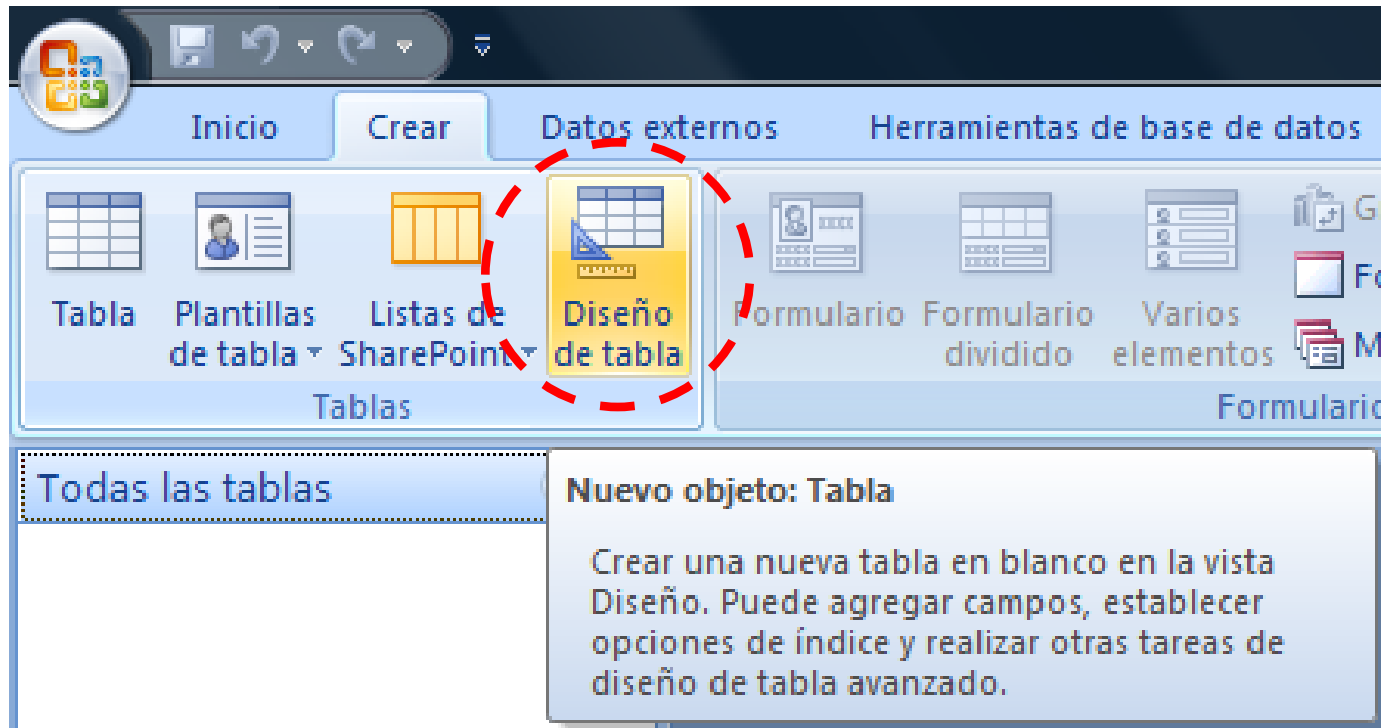 Inicio Crear Datos externos Herramientas de base de datos
Tabla
Plantillas
de tabla
Listas de
SharePoint
Diseño
de tabla
Formulario
Formulario
dividido
Varios
elementos
G
Fo
M
Tablas
Formulario
Todas las tablas
Nuevo objeto: Tabla
Crear una nueva tabla en blanco en la vista
Diseño. Puede agregar campos, establecer
opciones de índice y realizar otras tareas de
diseño de tabla avanzado.